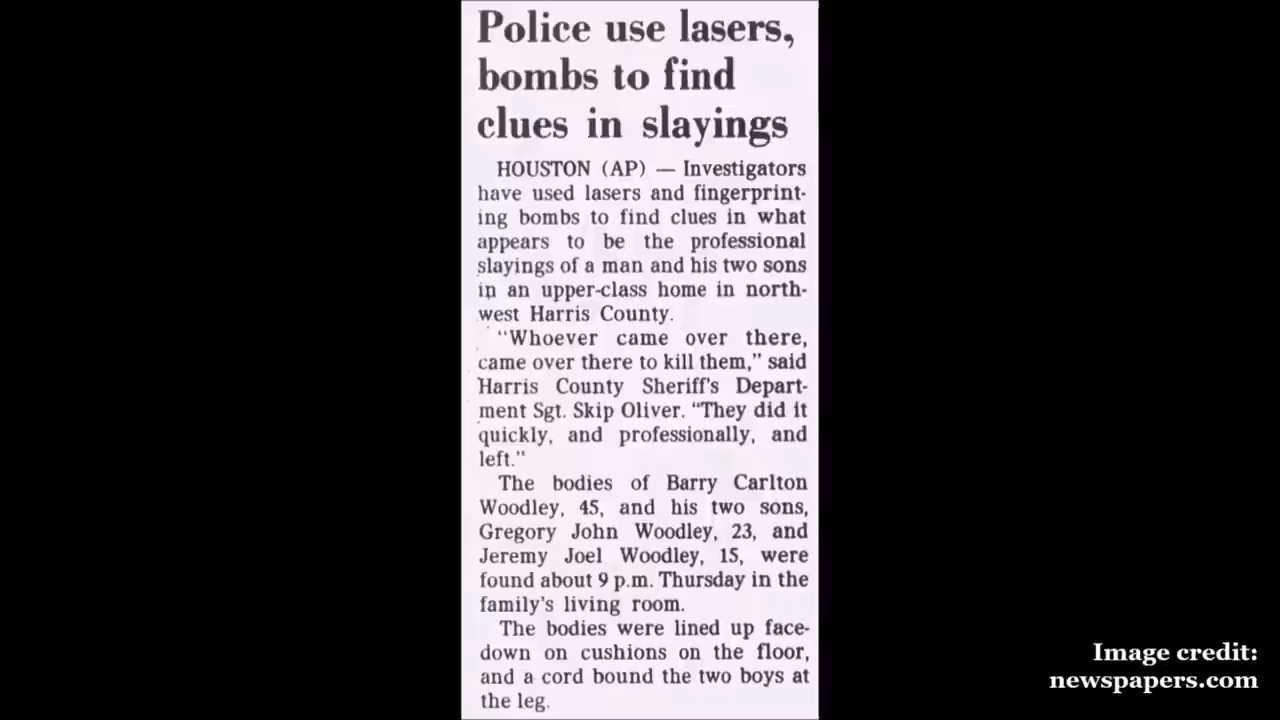 Police use lasers,
bombs to find
clues in slayings
HOUSTON (AP) — Investigators
have used lasers and fingerprint-
ing bombs to find clues in what
appears to be the professional
slayings of a man and his two sons
in an upper-class home in north-
west Harris County.
"Whoever came over there,
came over there to kill them," said
Harris County Sheriff's Depart-
ment Sgt. Skip Oliver. "They did it
quickly, and professionally, and
left."
The bodies of Barry Carlton
Woodley, 45, and his two sons,
Gregory John Woodley, 23, and
Jeremy Joel Woodley, 15, were
found about 9 p.m. Thursday in the
family's living room.
The bodies were lined up face-
down on cushions on the floor,
and a cord bound the two boys at
the leg.
Image credit:
newspapers.com